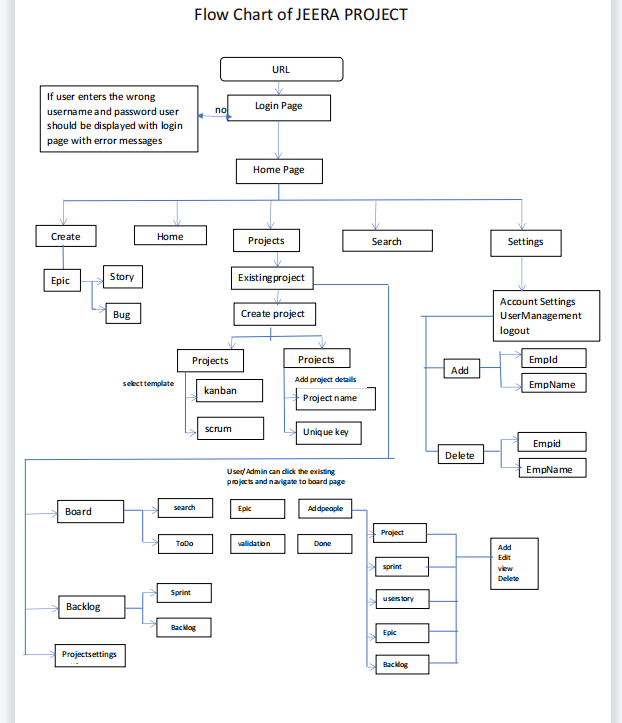 Flow Chart of JEERA PROJECT
URL
If user enters the wrong
username and password user
should be displayed with login
page with error messages
no
Login Page
Home Page
Create
Home
Projects
Search
Settings
Epic
Story
Bug
Existingproject
Create project
Account Settings
UserManagement
logout
Projects
Projects
select template
kanban
scrum
Add project details
Project name
Unique key
Add
EmpId
EmpName
Delete
Empid
EmpName
User/Admin can click the existing
projects and navigate to board page
Board
search
Epic
Addpeople
ToDo
validation
Done
Project
sprint
userstory
Epic
Backlog
Add
Edit
view
Delete
Backlog
Sprint
Backlog
Projectsettings